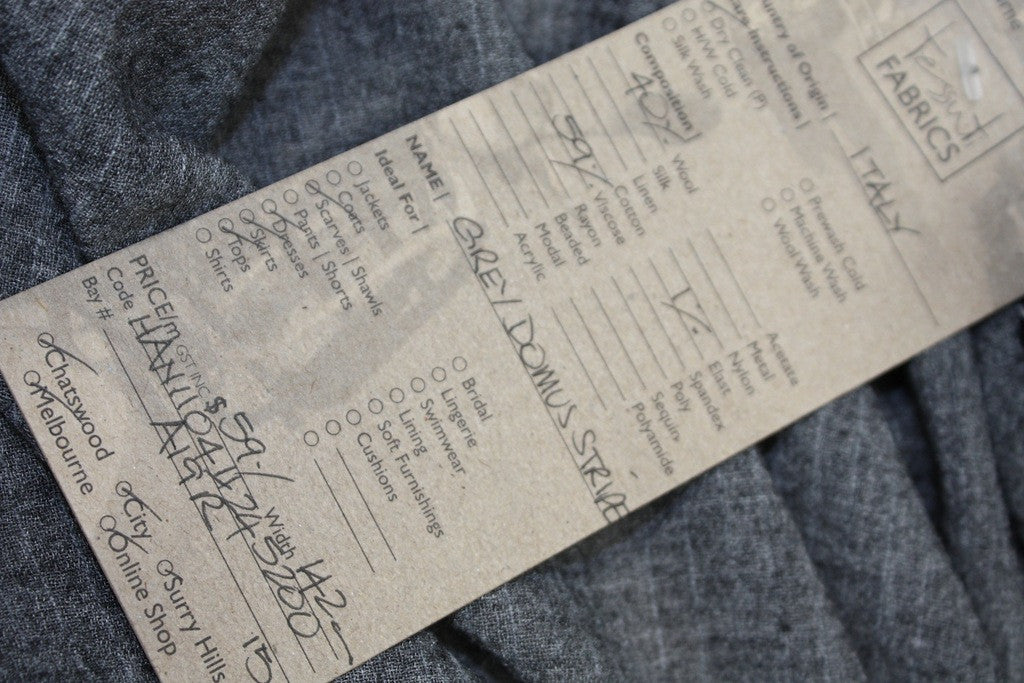 Tessuti
FABRICS
Country of Origin | ITALY
Care Instructions |
Dry Clean (P)
H/W Cold
Silk Wash
Prewash Cold
Machine Wash
Wool Wash
Composition |
40% Wool
Silk
Linen
Cotton
59% Viscose
Rayon
Beaded
Modal
Acrylic
Acetate
Metal
Nylon
1% Elast
Spandex
Poly
Sequin
Polyamide
NAME | GREY DOMUS STRIPE
Ideal For |
Jackets
Coats
Scarves | Shawls
Pants | Shorts
Dresses
Skirts
Tops
Shirts
Bridal
Lingerie
Swimwear
Lining
Soft Furnishings
Cushions
PRICE/M GST INC $59./ Width 142c
Code
Bay #
Chatswood
City
Surry Hills
Melbourne
Online Shop